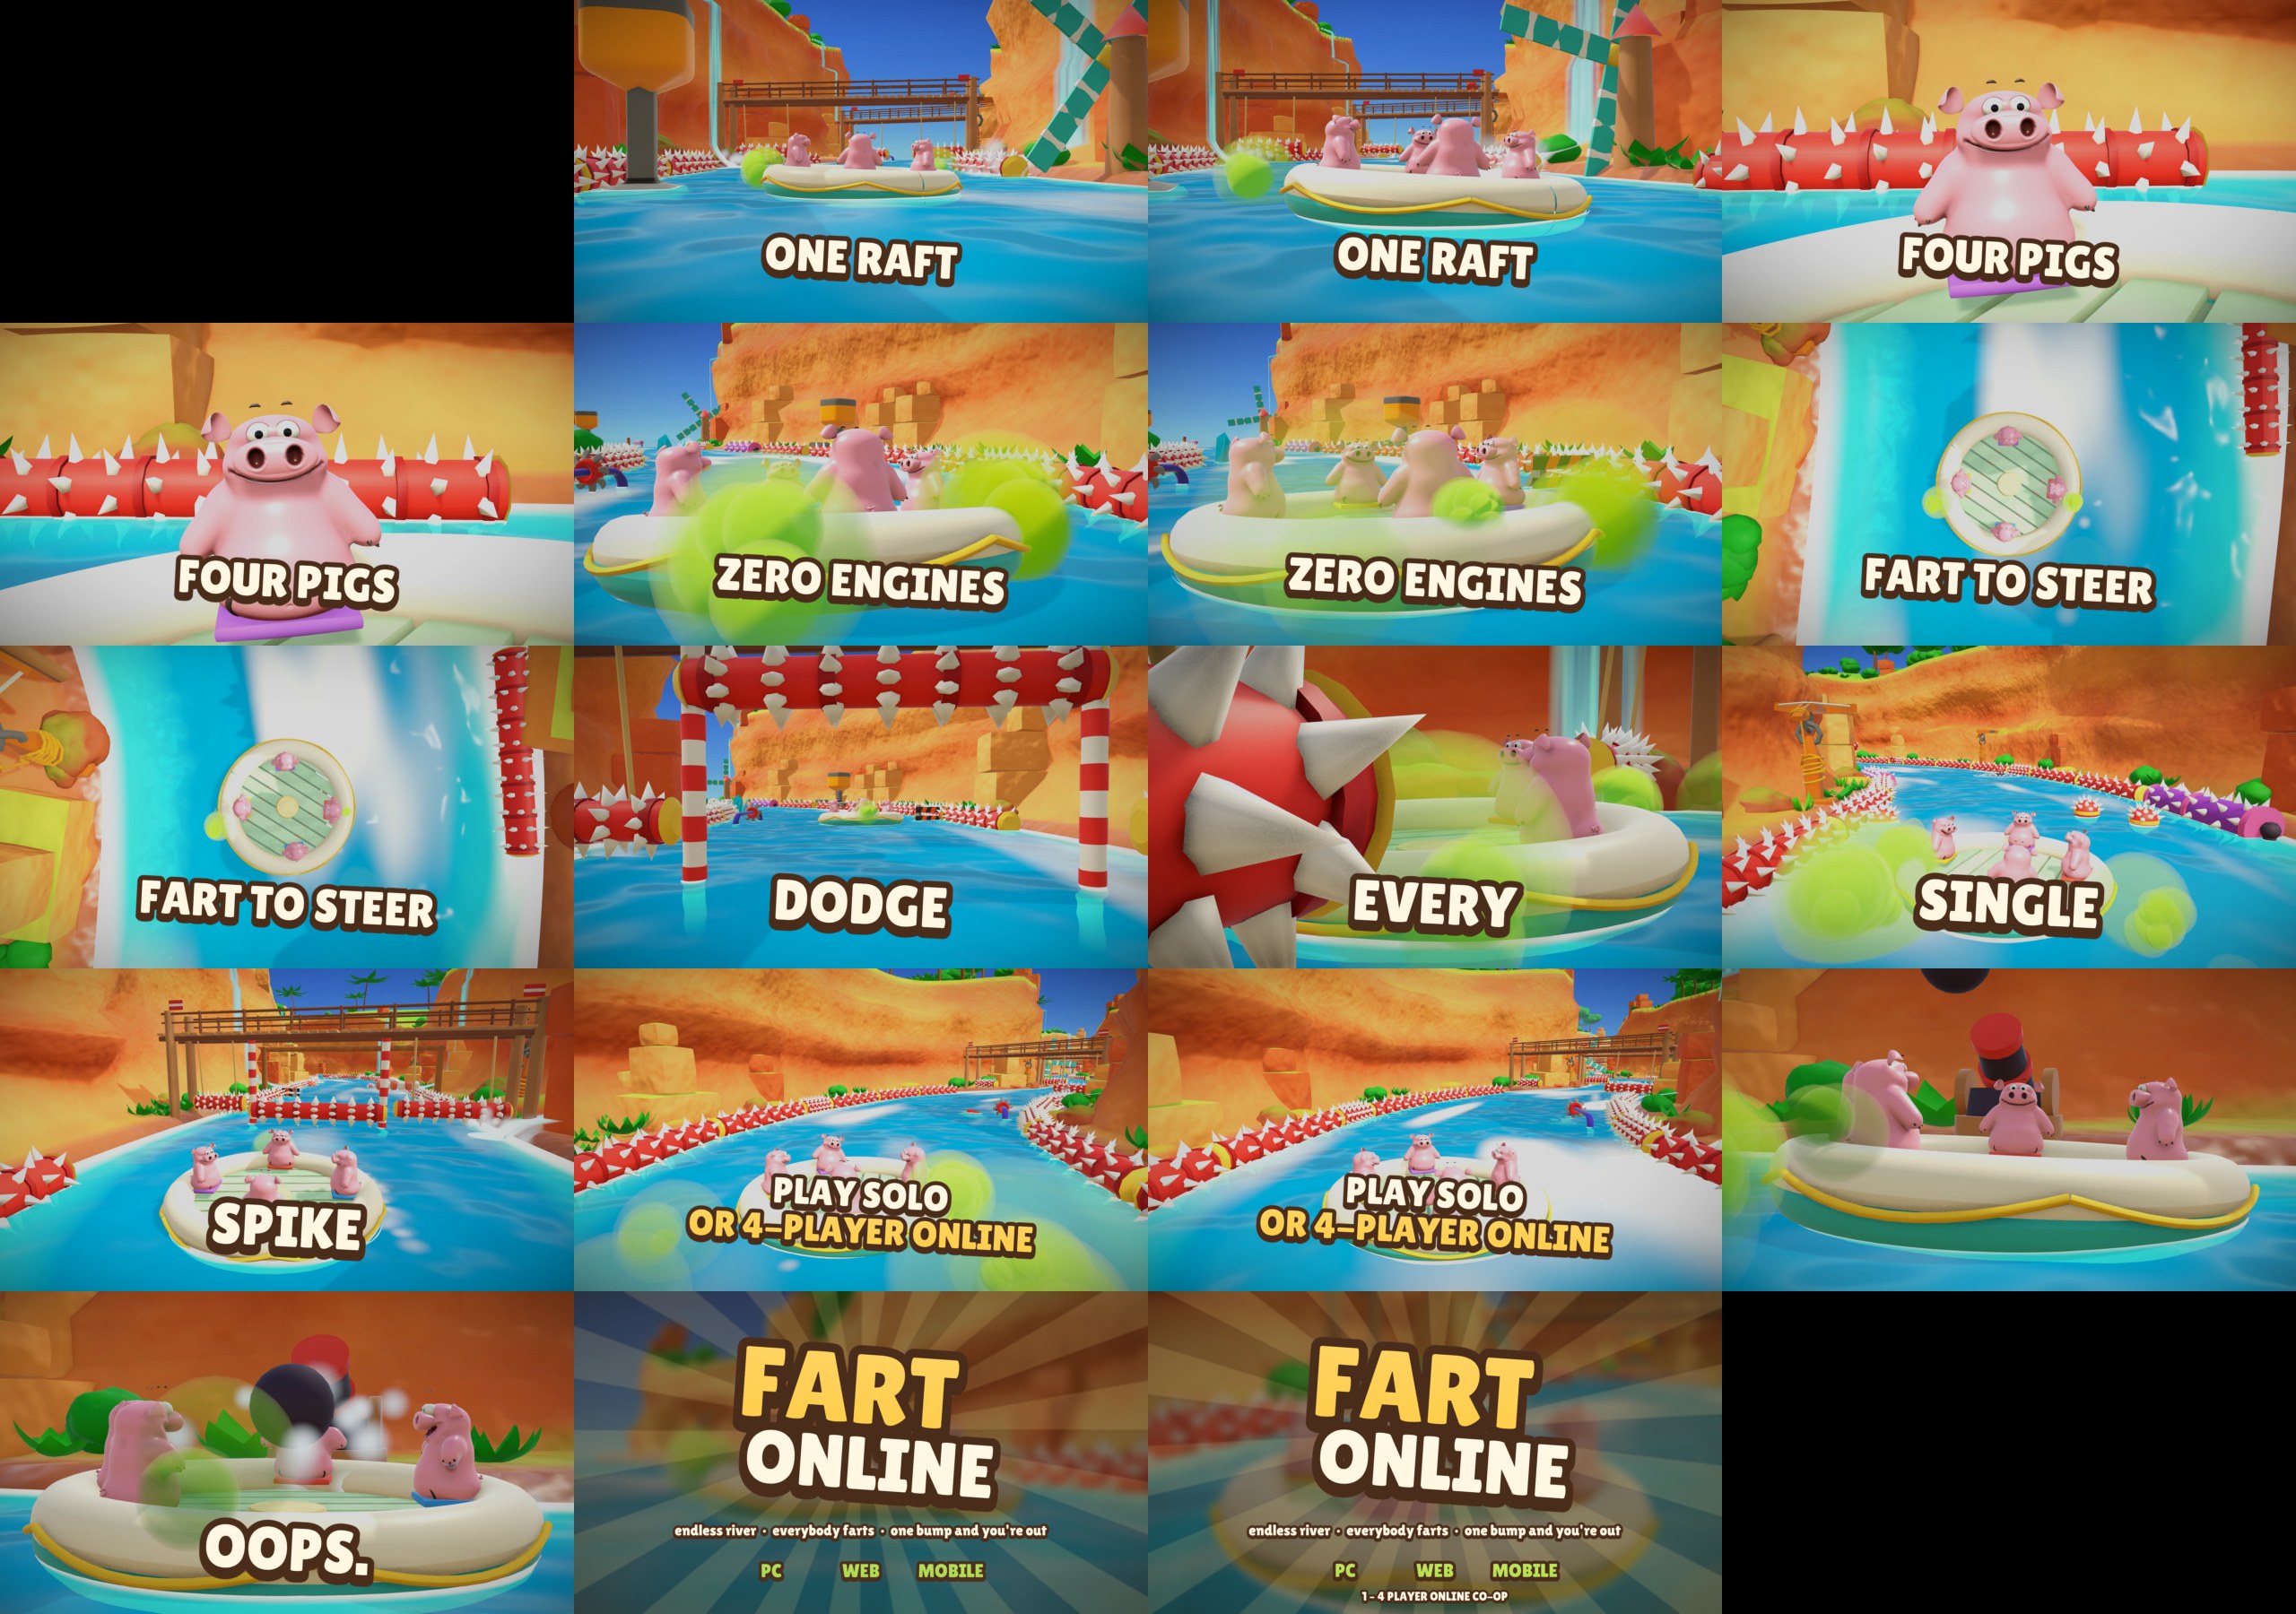 ONE RAFT
ONE RAFT
FOUR PIGS
FOUR PIGS
ZERO ENGINES
ZERO ENGINES
FART TO STEER
FART TO STEER
DODGE
EVERY
SINGLE
SPIKE
PLAY SOLO
OR 4-PLAYER ONLINE
PLAY SOLO
OR 4-PLAYER ONLINE
OOPS.
FART
ONLINE
endless river • everybody farts • one bump and you're out
PC WEB MOBILE
FART
ONLINE
endless river • everybody farts • one bump and you're out
PC WEB MOBILE
1 - 4 PLAYER ONLINE CO-OP